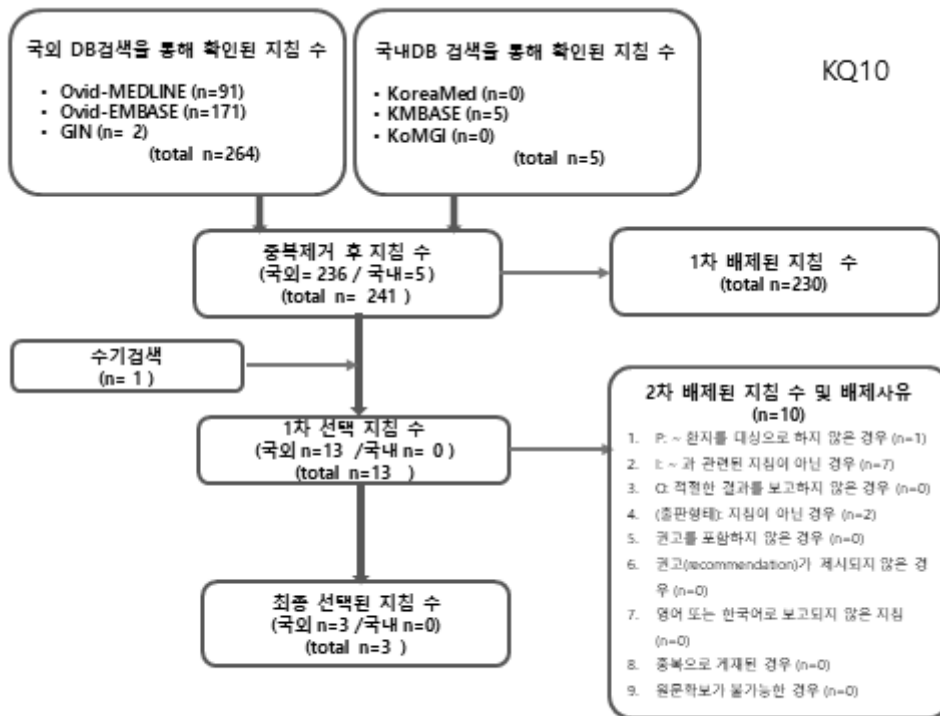 국외 DB검색을 통해 확인된 지침 수
• Ovid-MEDLINE (n=91)
• Ovid-EMBASE (n=171)
• GIN (n= 2)
(total n=264)
국내DB 검색을 통해 확인된 지침 수
• KoreaMed (n=0)
• KMBASE (n=5)
• KoMGI (n=0)
(total n=5)
KQ10
중복제거 후 지침 수
(국외= 236 / 국내=5)
(total n= 241 )
1차 배제된 지침 수
(total n=230)
수기검색
(n= 1 )
1차 선택 지침 수
(국외 n=13 /국내 n= 0 )
(total n=13 )
2차 배제된 지침 수 및 배제사유
(n=10)
1. P: ~ 환자를 대상으로 하지 않은 경우 (n=1)
2. I: ~ 과 관련된 지침이 아닌 경우 (n=7)
3. O: 적절한 결과를 보고하지 않은 경우 (n=0)
4. (출판형태): 지침이 아닌 경우 (n=2)
5. 권고를 포함하지 않은 경우 (n=0)
6. 권고(recommendation)가 제시되지 않은 경
우 (n=0)
7. 영어 또는 한국어로 보고되지 않은 지침
(n=0)
8. 중복으로 게재된 경우 (n=0)
9. 원문확보가 불가능한 경우 (n=0)
최종 선택된 지침 수
(국외 n=3 /국내 n=0)
(total n=3 )